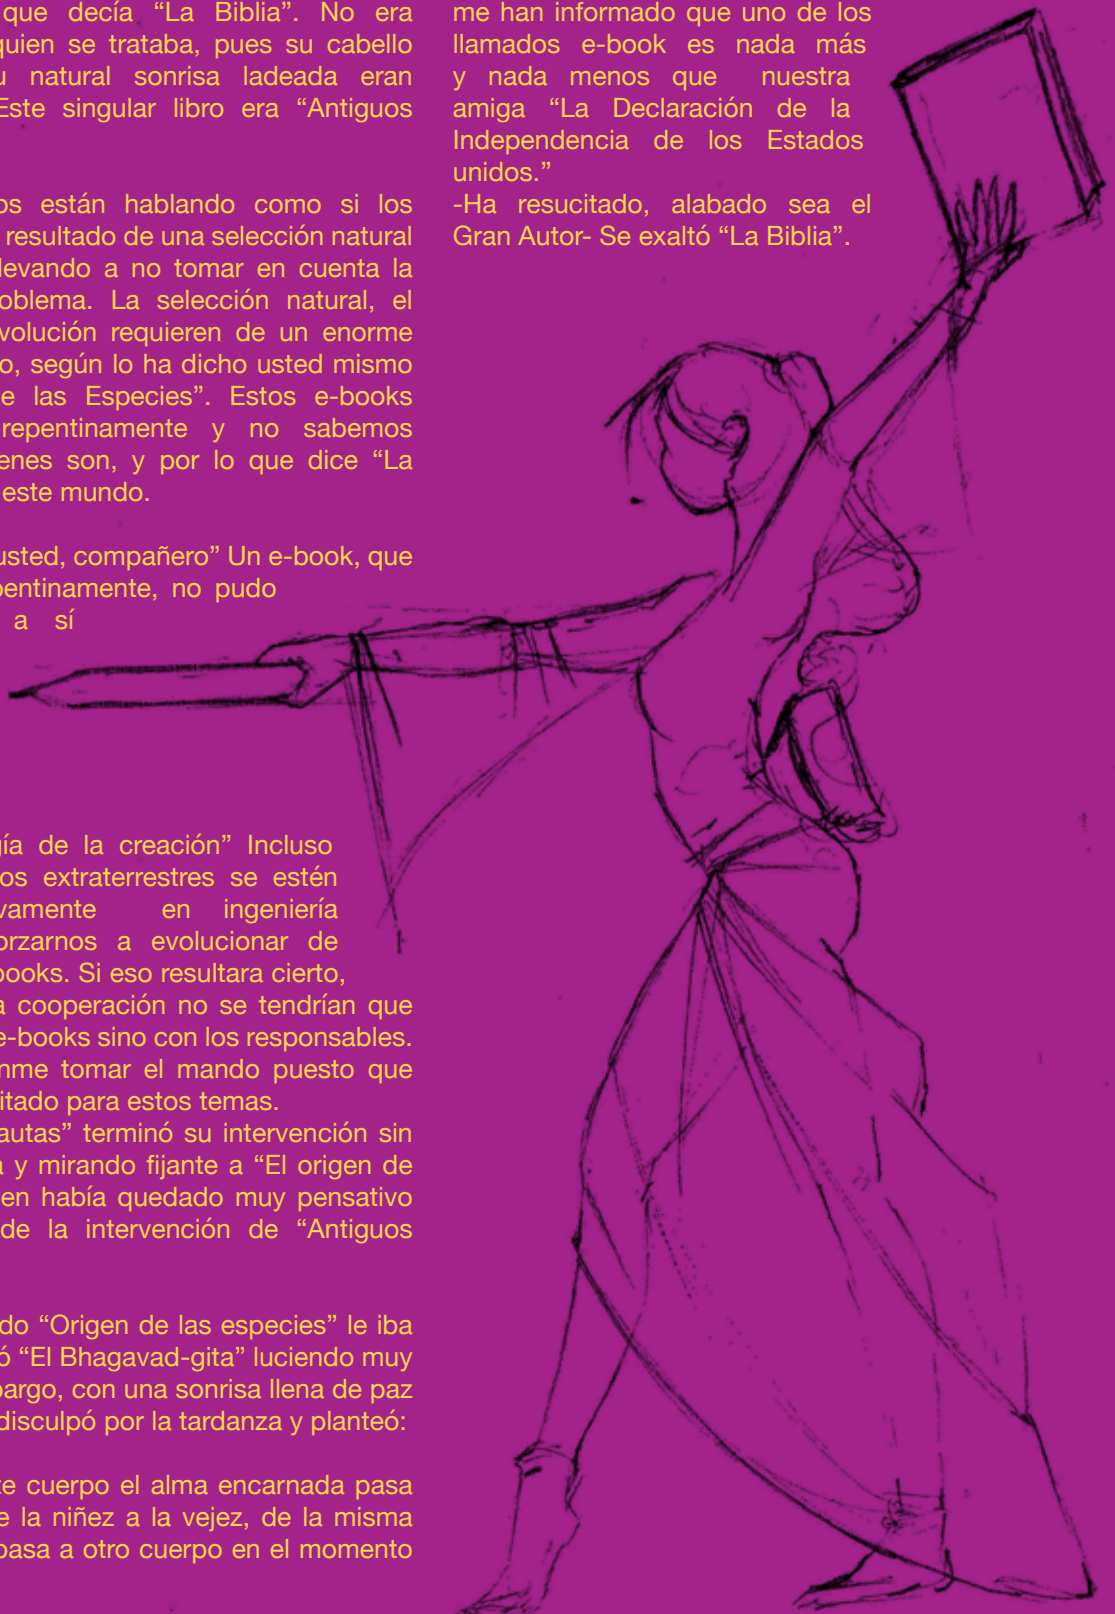 que decía “La Biblia”. No era
quien se trataba, pues su cabello
natural sonrisa ladeada eran
Este singular libro era “Antiguos
os están hablando como si los
resultado de una selección natural
llevando a no tomar en cuenta la
oblema. La selección natural, el
volución requieren de un enorme
o, según lo ha dicho usted mismo
e las Especies”. Estos e-books
repentinamente y no sabemos
enes son, y por lo que dice “La
este mundo.
usted, compañero” Un e-book, que
pentinamente, no pudo
a sí
gía de la creación” Incluso
os extraterrestres se estén
vamente en ingeniería
orzarnos a evolucionar de
books. Si eso resultara cierto,
a cooperación no se tendrían que
e-books sino con los responsables.
nme tomar el mando puesto que
itado para estos temas.
autas” terminó su intervención sin
a y mirando fijante a “El origen de
en había quedado muy pensativo
de la intervención de “Antiguos
do “Origen de las especies” le iba
ó “El Bhagavad-gita” luciendo muy
bargo, con una sonrisa llena de paz
disculpó por la tardanza y planteó:
te cuerpo el alma encarnada pasa
e la niñez a la vejez, de la misma
pasa a otro cuerpo en el momento
me han informado que uno de los
llamados e-book es nada más
y nada menos que nuestra
amiga “La Declaración de la
Independencia de los Estados
unidos.”
-Ha resucitado, alabado sea el
Gran Autor- Se exaltó “La Biblia”.